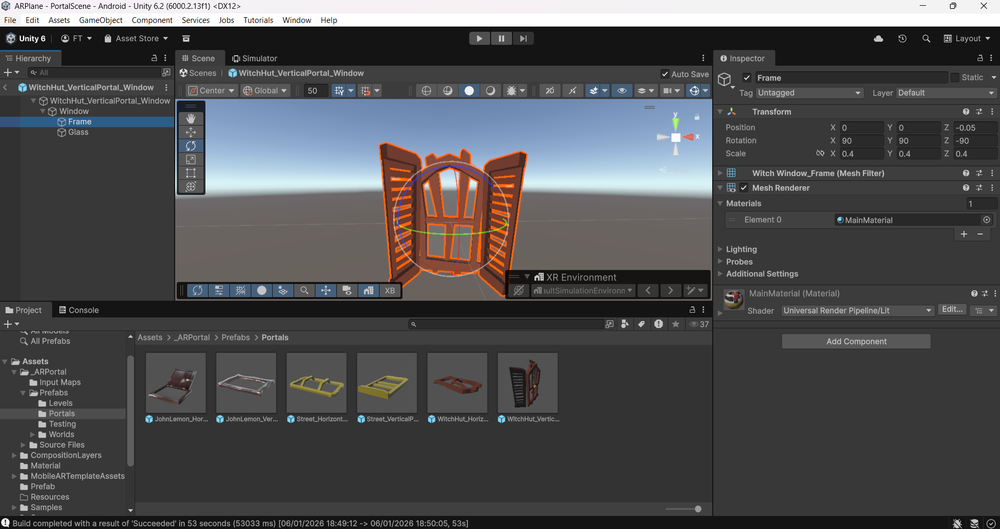 ARPlane - PortalScene - Android - Unity 6.2 (6000.2.13f1) <DX12>
File Edit Assets GameObject Component Services Jobs Tutorials Window Help
Unity 6 FT Asset Store Layout
Hierarchy
All
WitchHut_VerticalPortal_Window
WitchHut_VerticalPortal_Window
Window
Frame
Glass
Scene Simulator
Scenes WitchHut_VerticalPortal_Window Auto Save
Center Global 50 2D
y
x
XR Environment
aultSimulationEnvironn
XB
Inspector
Frame Static
Tag Untagged Layer Default
Transform
Position X 0 Y 0 Z -0.05
Rotation X 90 Y 90 Z -90
Scale X 0.4 Y 0.4 Z 0.4
Witch Window_Frame (Mesh Filter)
Mesh Renderer
Materials 1
Element 0 MainMaterial
Lighting
Probes
Additional Settings
MainMaterial (Material)
Shader Universal Render Pipeline/Lit Edit...
Add Component
Project Console
37
All Models
All Prefabs
Assets
_ARPortal
Input Maps
Prefabs
Levels
Portals
Testing
Worlds
Source Files
CompositionLayers
Material
MobileARTemplateAssets
Prefab
Resources
Samples
Assets > _ARPortal > Prefabs > Portals
JohnLemon_Hor... JohnLemon_Ver... Street_Horizont... Street_VerticalP... WitchHut_Horiz... WitchHut_Vertic...
Build completed with a result of 'Succeeded' in 53 seconds (53033 ms) [06/01/2026 18:49:12 -> 06/01/2026 18:50:05, 53s]